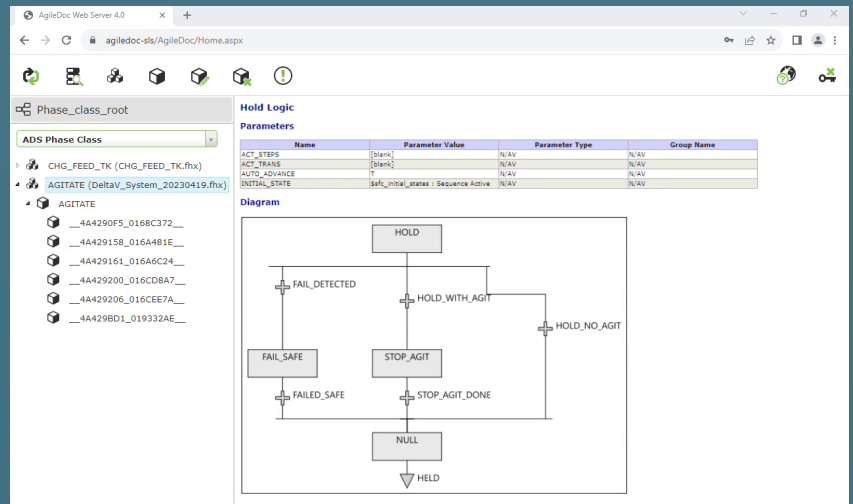 AgileDoc Web Server 4.0
agiledoc-sls/AgileDoc/Home.aspx
Phase_class_root
ADS Phase Class
CHG_FEED_TK (CHG_FEED_TK.fhx)
AGITATE (DeltaV_System_20230419.fhx)
AGITATE
__4A4290F5_0168C372__
__4A429158_016A481E__
__4A429161_016A6C24__
__4A429200_016CD8A7__
__4A429206_016CEE7A__
__4A429BD1_019332AE__
Hold Logic
Parameters
Name Parameter Value Parameter Type Group Name
ACT_STEPS [blank] N/AV N/AV
ACT_TRANS [blank] N/AV N/AV
AUTO_ADVANCE T N/AV N/AV
INITIAL_STATE $sfc_initial_states : Sequence Active N/AV N/AV
Diagram
HOLD
FAIL_DETECTED
HOLD_WITH_AGIT
HOLD_NO_AGIT
FAIL_SAFE STOP_AGIT
FAILED_SAFE STOP_AGIT_DONE
NULL
HELD